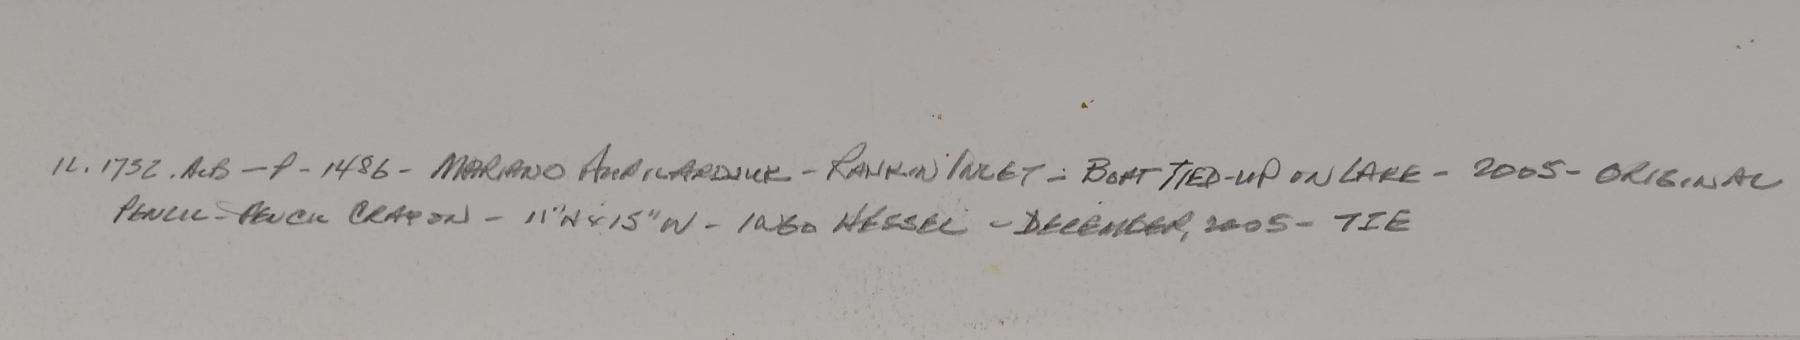 IL.1752.AcB - P - 1486 - MARIANO AUPILARDJUK - RANKIN INLET - BOAT TIED-UP ON LAKE - 2005 - ORIGINAL
PENCIL - PENCIL CRAYON - 11"H x 15"W - HESSEL - DECEMBER, 2005 - TIE